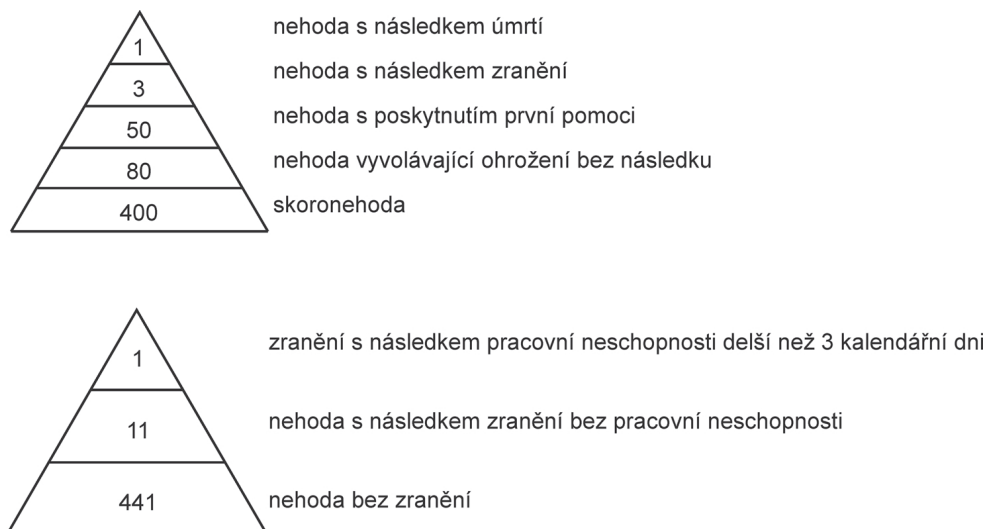 nehoda s následkem úmrtí
1
nehoda s následkem zranění
3
nehoda s poskytnutím první pomoci
50
nehoda vyvolávající ohrožení bez následku
80
skoronehoda
400
zranění s následkem pracovní neschopnosti delší než 3 kalendářní dni
1
nehoda s následkem zranění bez pracovní neschopnosti
11
nehoda bez zranění
441